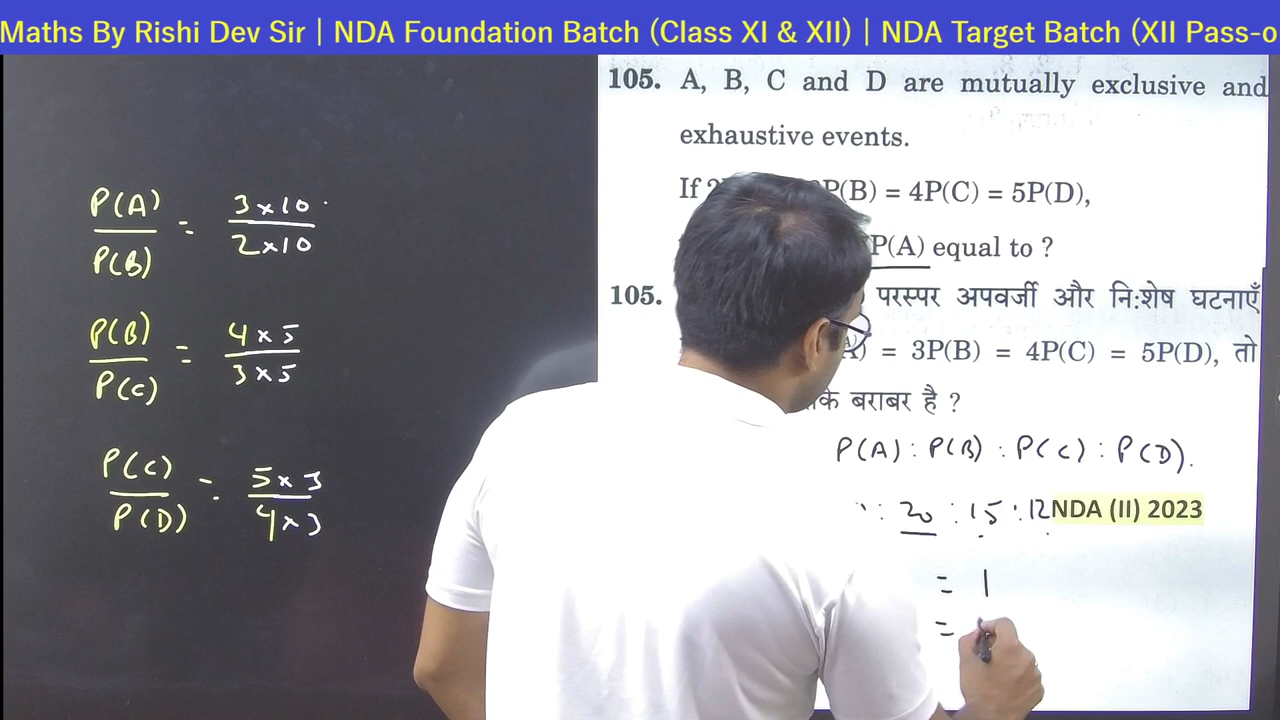 Maths By Rishi Dev Sir | NDA Foundation Batch (Class XI & XII) | NDA Target Batch (XII Pass-o
P(A)/P(B) = 3×10/2×10
P(B)/P(C) = 4×5/3×5
P(C)/P(D) = 5×3/4×3
105. A, B, C and D are mutually exclusive and
exhaustive events.
If P(B) = 4P(C) = 5P(D),
P(A) equal to ?
105. परस्पर अपवर्जी और नि:शेष घटनाएँ
= 3P(B) = 4P(C) = 5P(D), तो
के बराबर है ?
P(A) : P(B) : P(C) : P(D).
: 20 : 15 : 12 NDA (II) 2023
= 1
=